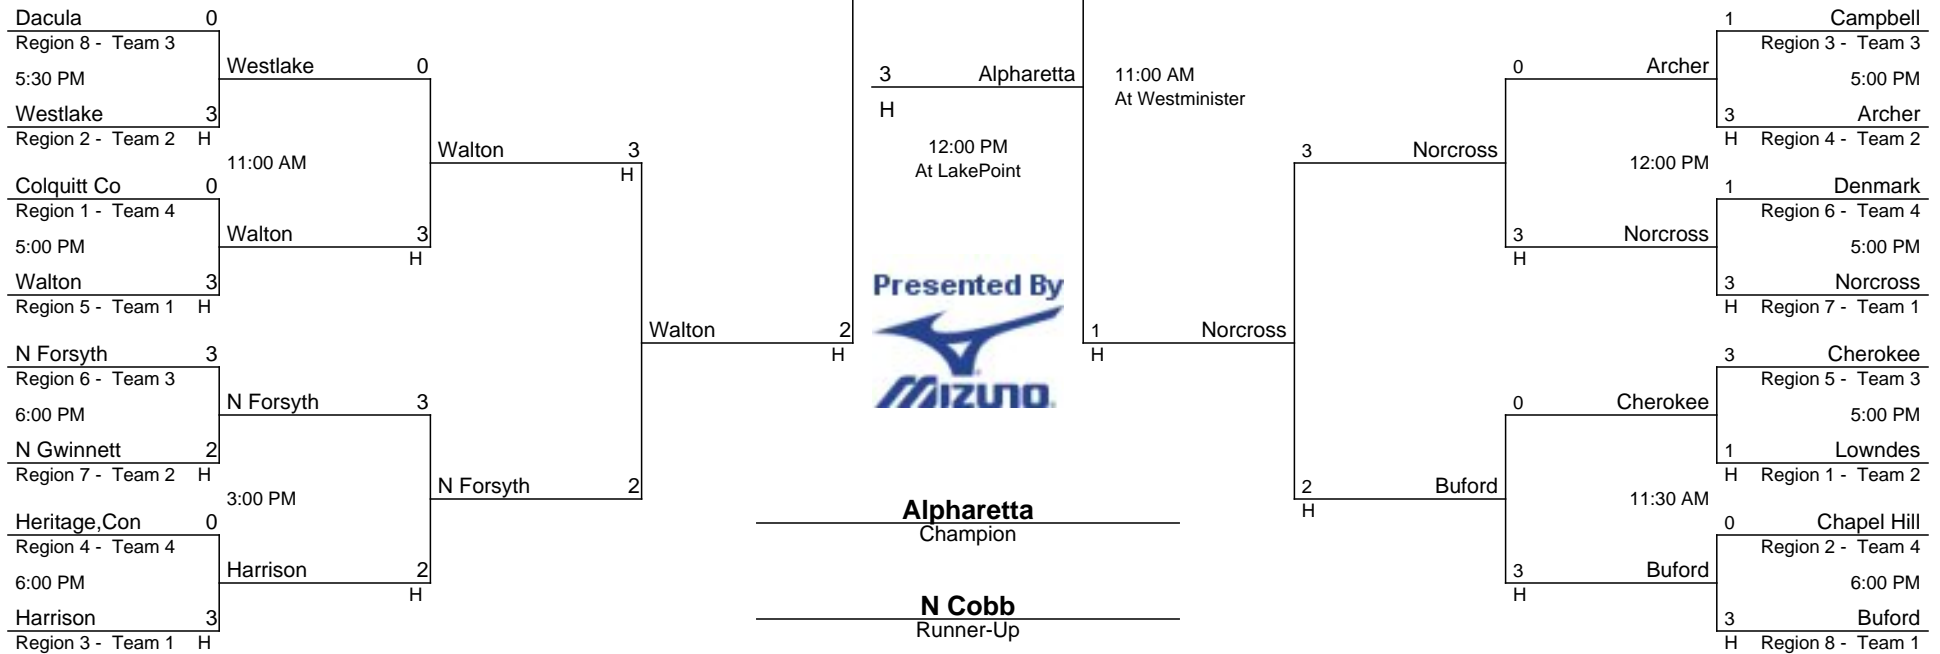 Dacula 0
Region 8 - Team 3
5:30 PM
Westlake 3
Region 2 - Team 2 H
Colquitt Co 0
Region 1 - Team 4
5:00 PM
Walton 3
Region 5 - Team 1 H
N Forsyth 3
Region 6 - Team 3
6:00 PM
N Gwinnett 2
Region 7 - Team 2 H
Heritage,Con 0
Region 4 - Team 4
6:00 PM
Harrison 3
Region 3 - Team 1 H
Westlake 0
11:00 AM
Walton 3
H
N Forsyth 3
3:00 PM
Harrison 2
H
Walton 3
H
N Forsyth 2
Walton 2
H
3 Alpharetta
H
12:00 PM
At LakePoint
Presented By
MIZUNO
Alpharetta
Champion
N Cobb
Runner-Up
11:00 AM
At Westminister
1 Norcross
H
3 Norcross
2 Buford
H
0 Archer
12:00 PM
3 Norcross
H
0 Cherokee
11:30 AM
3 Buford
H
1 Campbell
Region 3 - Team 3
5:00 PM
3 Archer
H Region 4 - Team 2
1 Denmark
Region 6 - Team 4
5:00 PM
3 Norcross
H Region 7 - Team 1
3 Cherokee
Region 5 - Team 3
5:00 PM
1 Lowndes
H Region 1 - Team 2
0 Chapel Hill
Region 2 - Team 4
6:00 PM
3 Buford
H Region 8 - Team 1